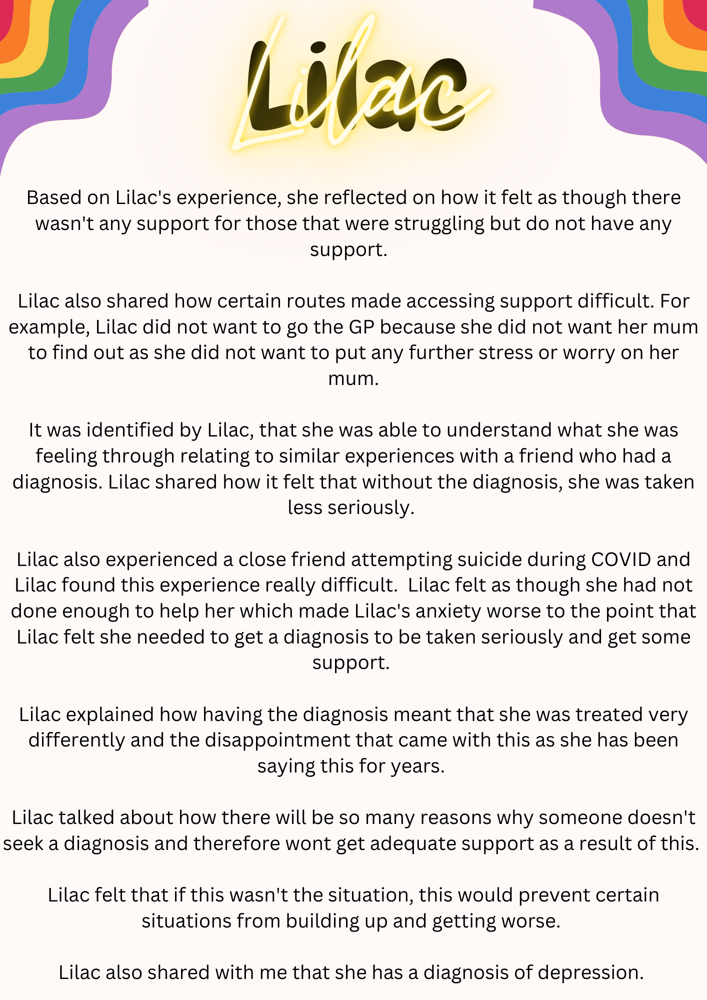 Lilac
Lilac
Based on Lilac's experience, she reflected on how it felt as though there
wasn't any support for those that were struggling but do not have any
support.
Lilac also shared how certain routes made accessing support difficult. For
example, Lilac did not want to go the GP because she did not want her mum
to find out as she did not want to put any further stress or worry on her
mum.
It was identified by Lilac, that she was able to understand what she was
feeling through relating to similar experiences with a friend who had a
diagnosis. Lilac shared how it felt that without the diagnosis, she was taken
less seriously.
Lilac also experienced a close friend attempting suicide during COVID and
Lilac found this experience really difficult.  Lilac felt as though she had not
done enough to help her which made Lilac's anxiety worse to the point that
Lilac felt she needed to get a diagnosis to be taken seriously and get some
support.
Lilac explained how having the diagnosis meant that she was treated very
differently and the disappointment that came with this as she has been
saying this for years.
Lilac talked about how there will be so many reasons why someone doesn't
seek a diagnosis and therefore wont get adequate support as a result of this.
Lilac felt that if this wasn't the situation, this would prevent certain
situations from building up and getting worse.
Lilac also shared with me that she has a diagnosis of depression.